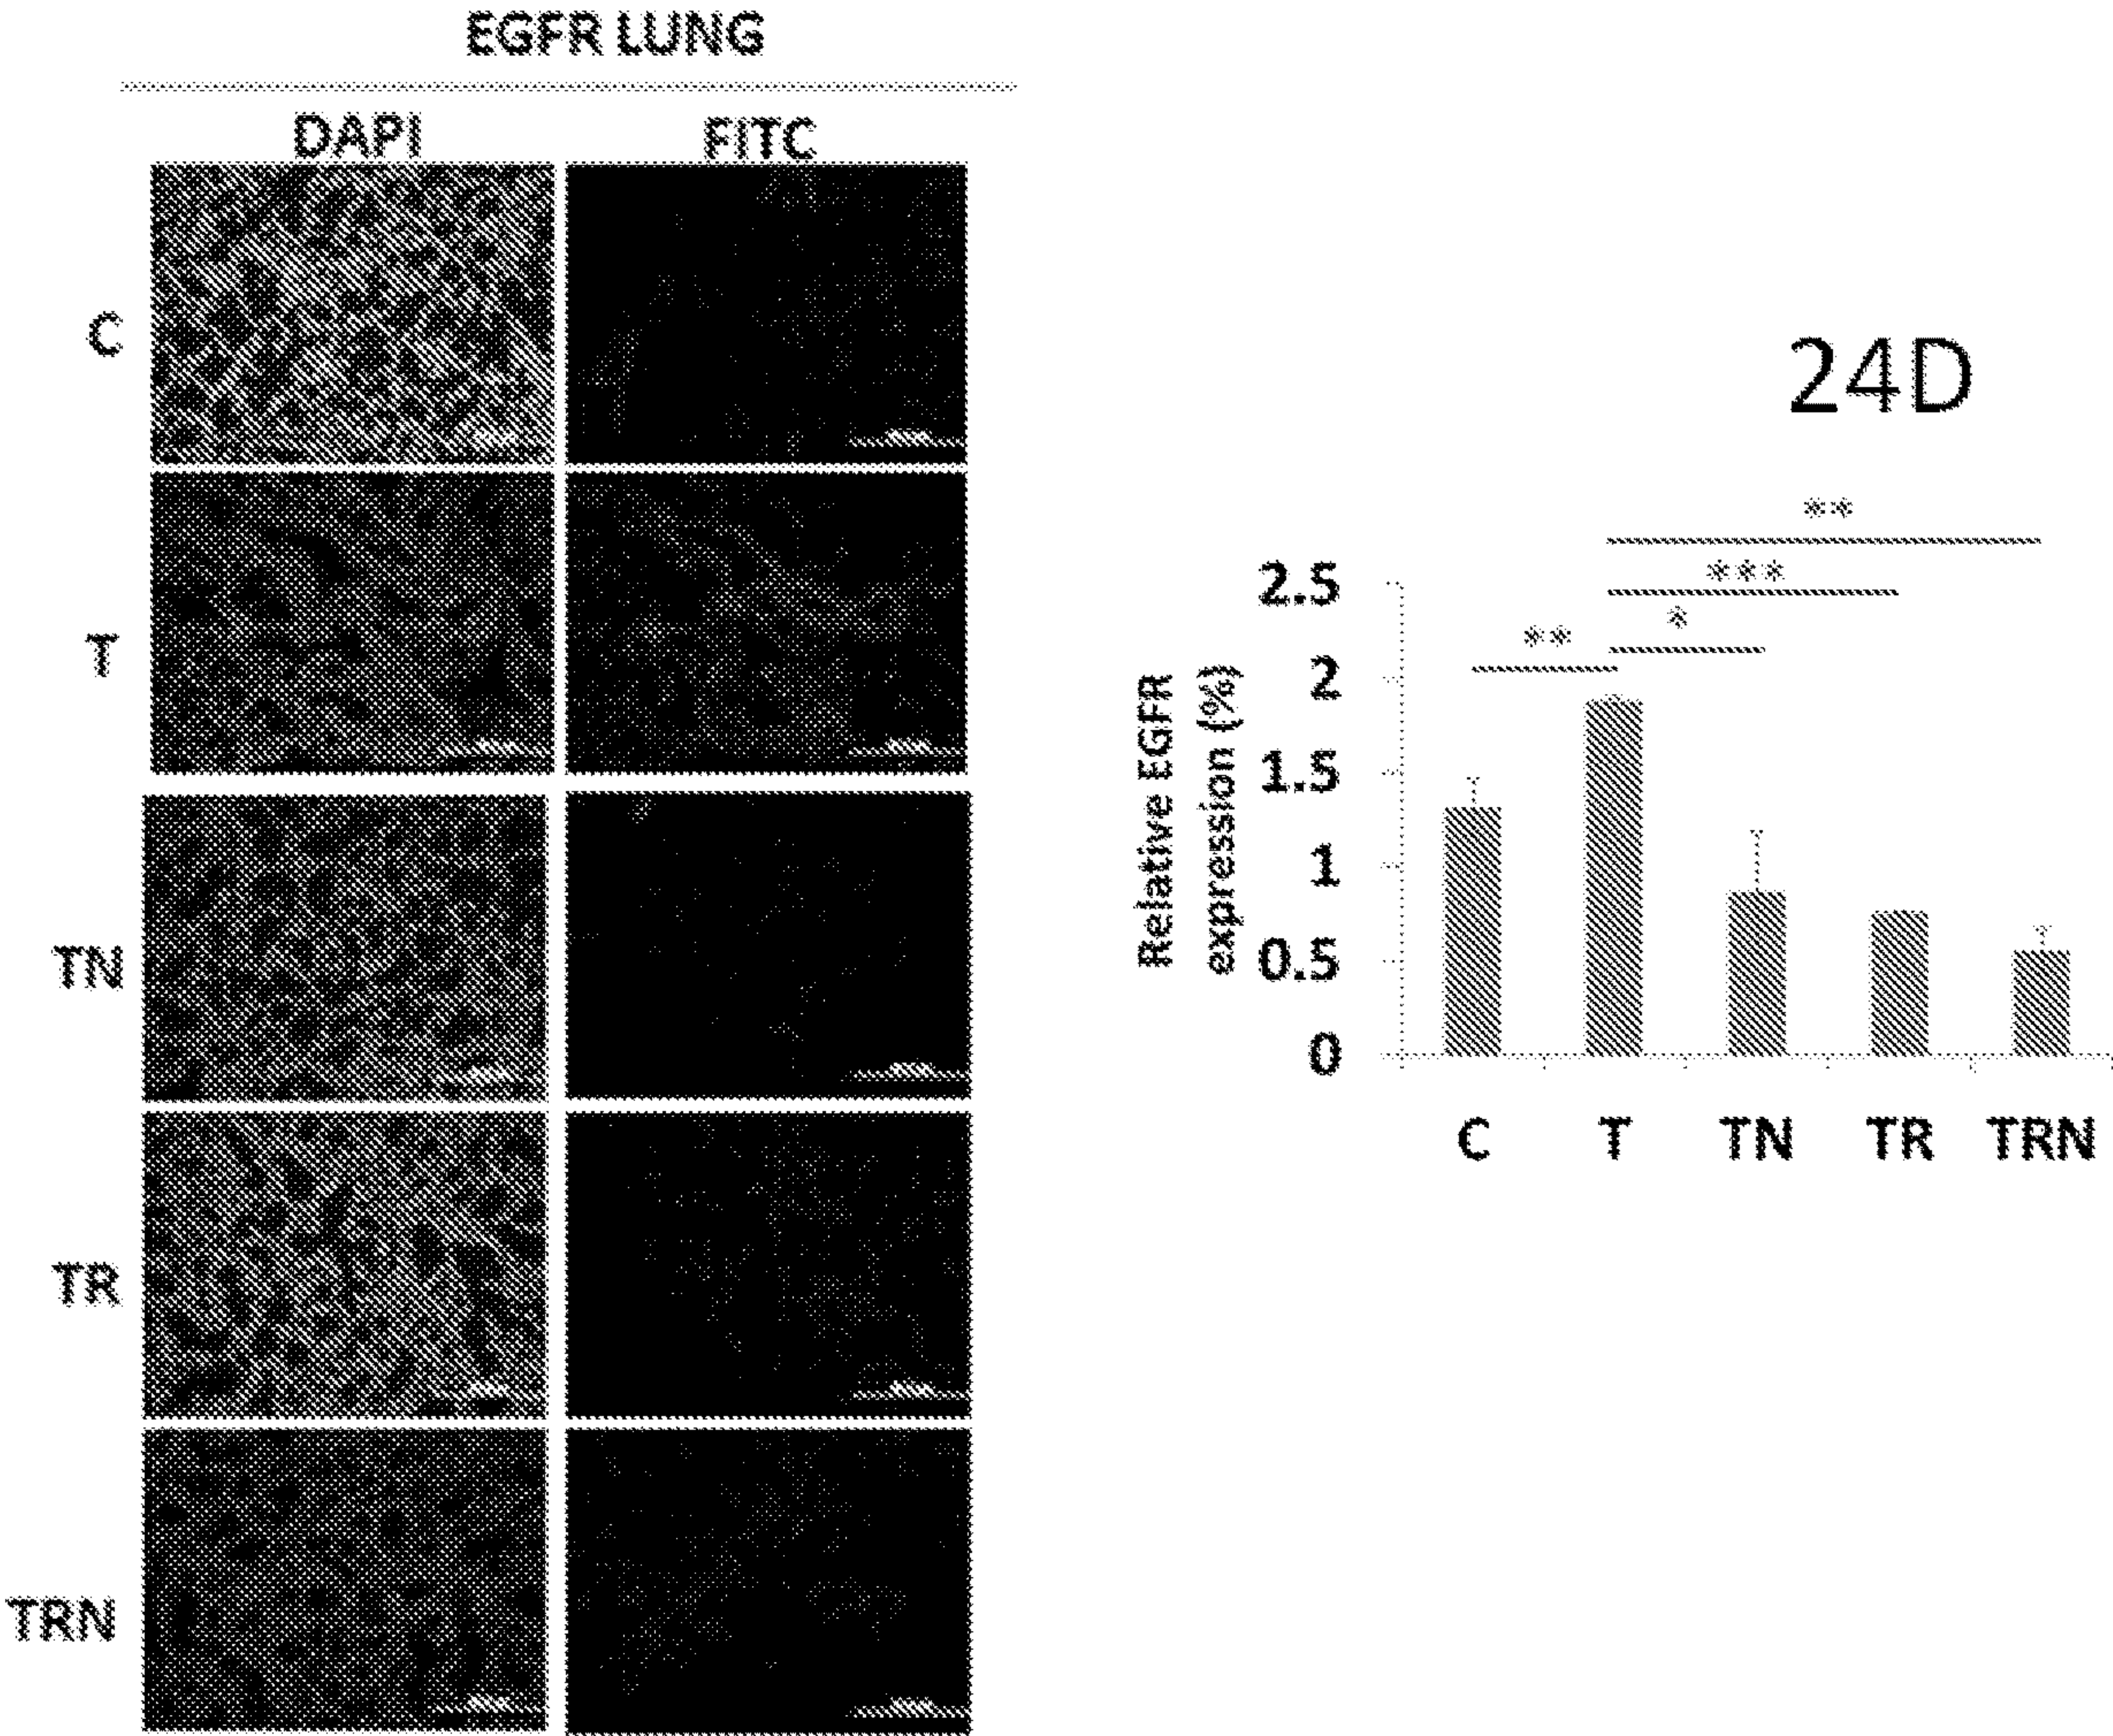 EGFR LUNG
DAPI FITC
C
T
TN
TR
TRN
24D
**
***
*
**
Relative EGFR
expression (%)
2.5
2
1.5
1
0.5
0
C T TN TR TRN